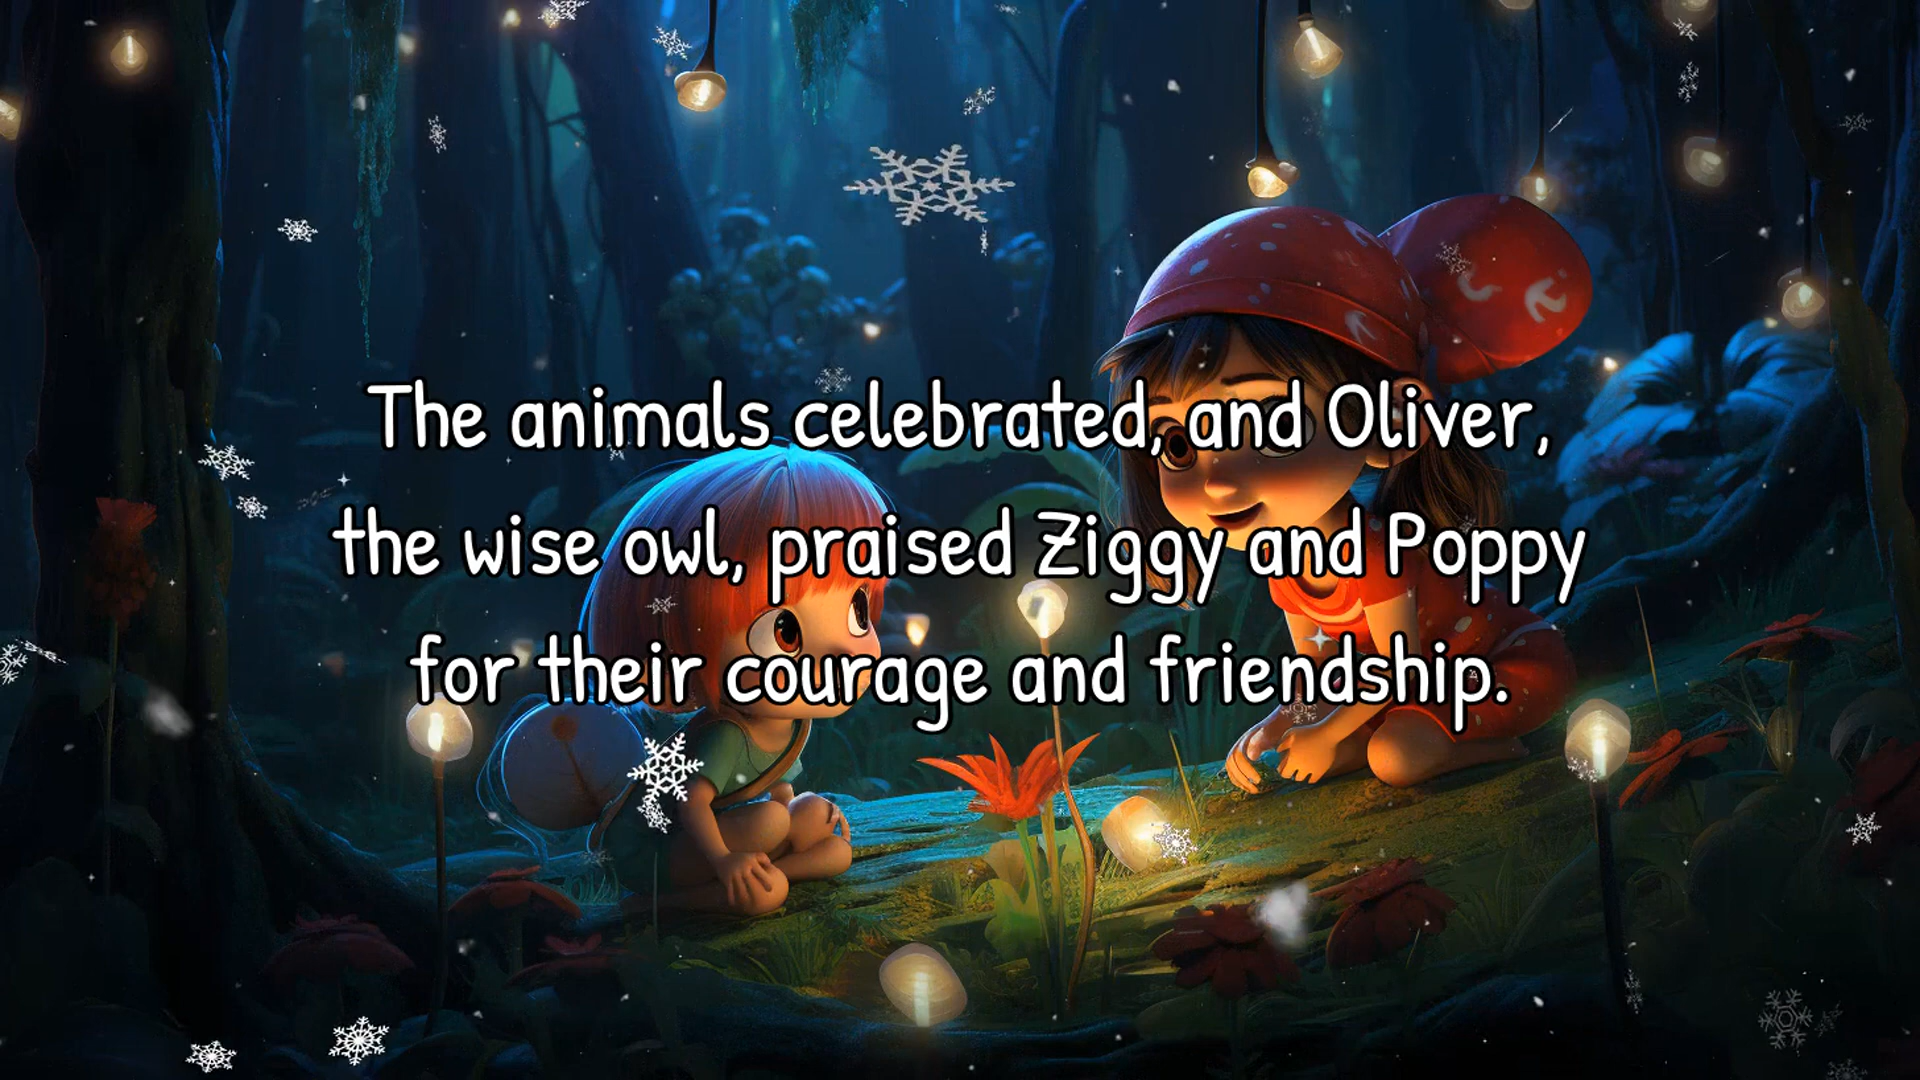 The animals celebrated, and Oliver,
the wise owl, praised Ziggy and Poppy
for their courage and friendship.